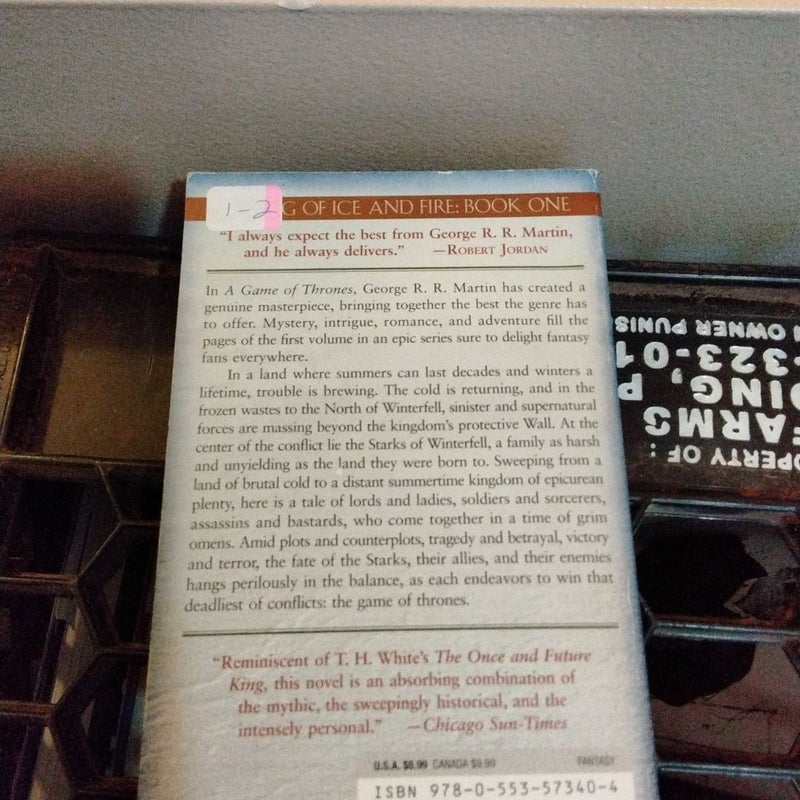 1-2
G OF ICE AND FIRE: BOOK ONE
“I always expect the best from George R. R. Martin,
and he always delivers.” —ROBERT JORDAN
In A Game of Thrones, George R. R. Martin has created a
genuine masterpiece, bringing together the best the genre has
to offer. Mystery, intrigue, romance, and adventure fill the
pages of the first volume in an epic series sure to delight fantasy
fans everywhere.
In a land where summers can last decades and winters a
lifetime, trouble is brewing. The cold is returning, and in the
frozen wastes to the North of Winterfell, sinister and supernatural
forces are massing beyond the kingdom’s protective Wall. At the
center of the conflict lie the Starks of Winterfell, a family as harsh
and unyielding as the land they were born to. Sweeping from a
land of brutal cold to a distant summertime kingdom of epicurean
plenty, here is a tale of lords and ladies, soldiers and sorcerers,
assassins and bastards, who come together in a time of grim
omens. Amid plots and counterplots, tragedy and betrayal, victory
and terror, the fate of the Starks, their allies, and their enemies
hangs perilously in the balance, as each endeavors to win that
deadliest of conflicts: the game of thrones.
“Reminiscent of T. H. White’s The Once and Future
King, this novel is an absorbing combination of
the mythic, the sweepingly historical, and the
intensely personal.” —Chicago Sun-Times
U.S.A. $8.99 CANADA $9.99 FANTASY
ISBN 978-0-553-57340-4
OPERTY OF :
FARMS
DING, P
-323-01
OWNER PUNIS